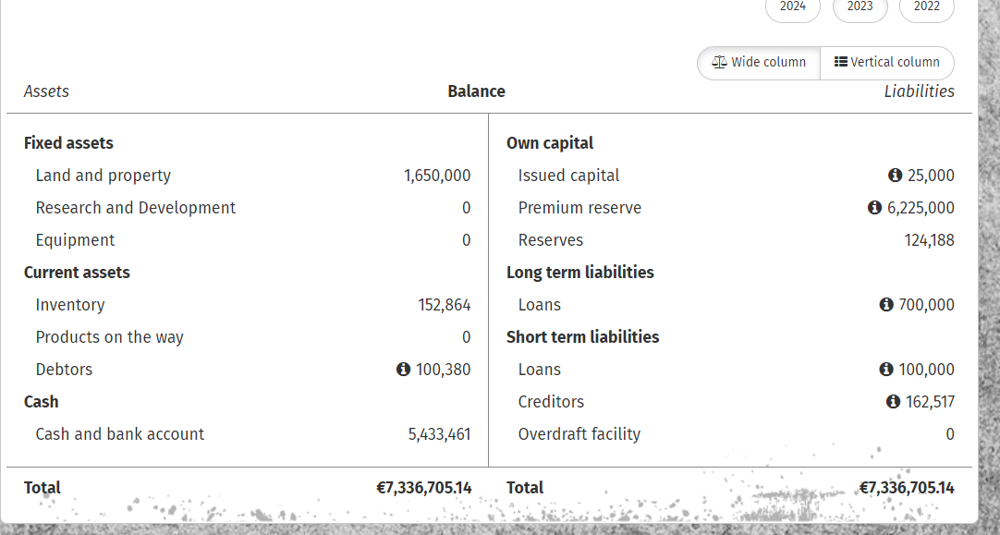 2024 2023 2022
Wide column Vertical column
Assets Balance Liabilities
Fixed assets Own capital
Land and property 1,650,000 Issued capital 25,000
Research and Development 0 Premium reserve 6,225,000
Equipment 0 Reserves 124,188
Current assets Long term liabilities
Inventory 152,864 Loans 700,000
Products on the way 0 Short term liabilities
Debtors 100,380 Loans 100,000
Cash Creditors 162,517
Cash and bank account 5,433,461 Overdraft facility 0
Total €7,336,705.14 Total €7,336,705.14